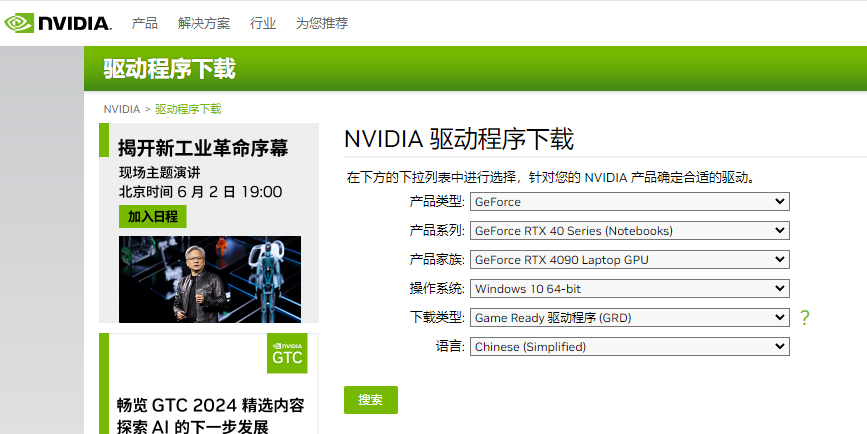 NVIDIA. 产品 解决方案 行业 为您推荐
驱动程序下载
NVIDIA > 驱动程序下载
揭开新工业革命序幕
现场主题演讲
北京时间 6 月 2 日 19:00
加入日程
NVIDIA
GTC
畅览 GTC 2024 精选内容
探索 AI 的下一步发展
NVIDIA 驱动程序下载
在下方的下拉列表中进行选择，针对您的 NVIDIA 产品确定合适的驱动。
产品类型: GeForce
产品系列: GeForce RTX 40 Series (Notebooks)
产品家族: GeForce RTX 4090 Laptop GPU
操作系统: Windows 10 64-bit
下载类型: Game Ready 驱动程序 (GRD) ?
语言: Chinese (Simplified)
搜索